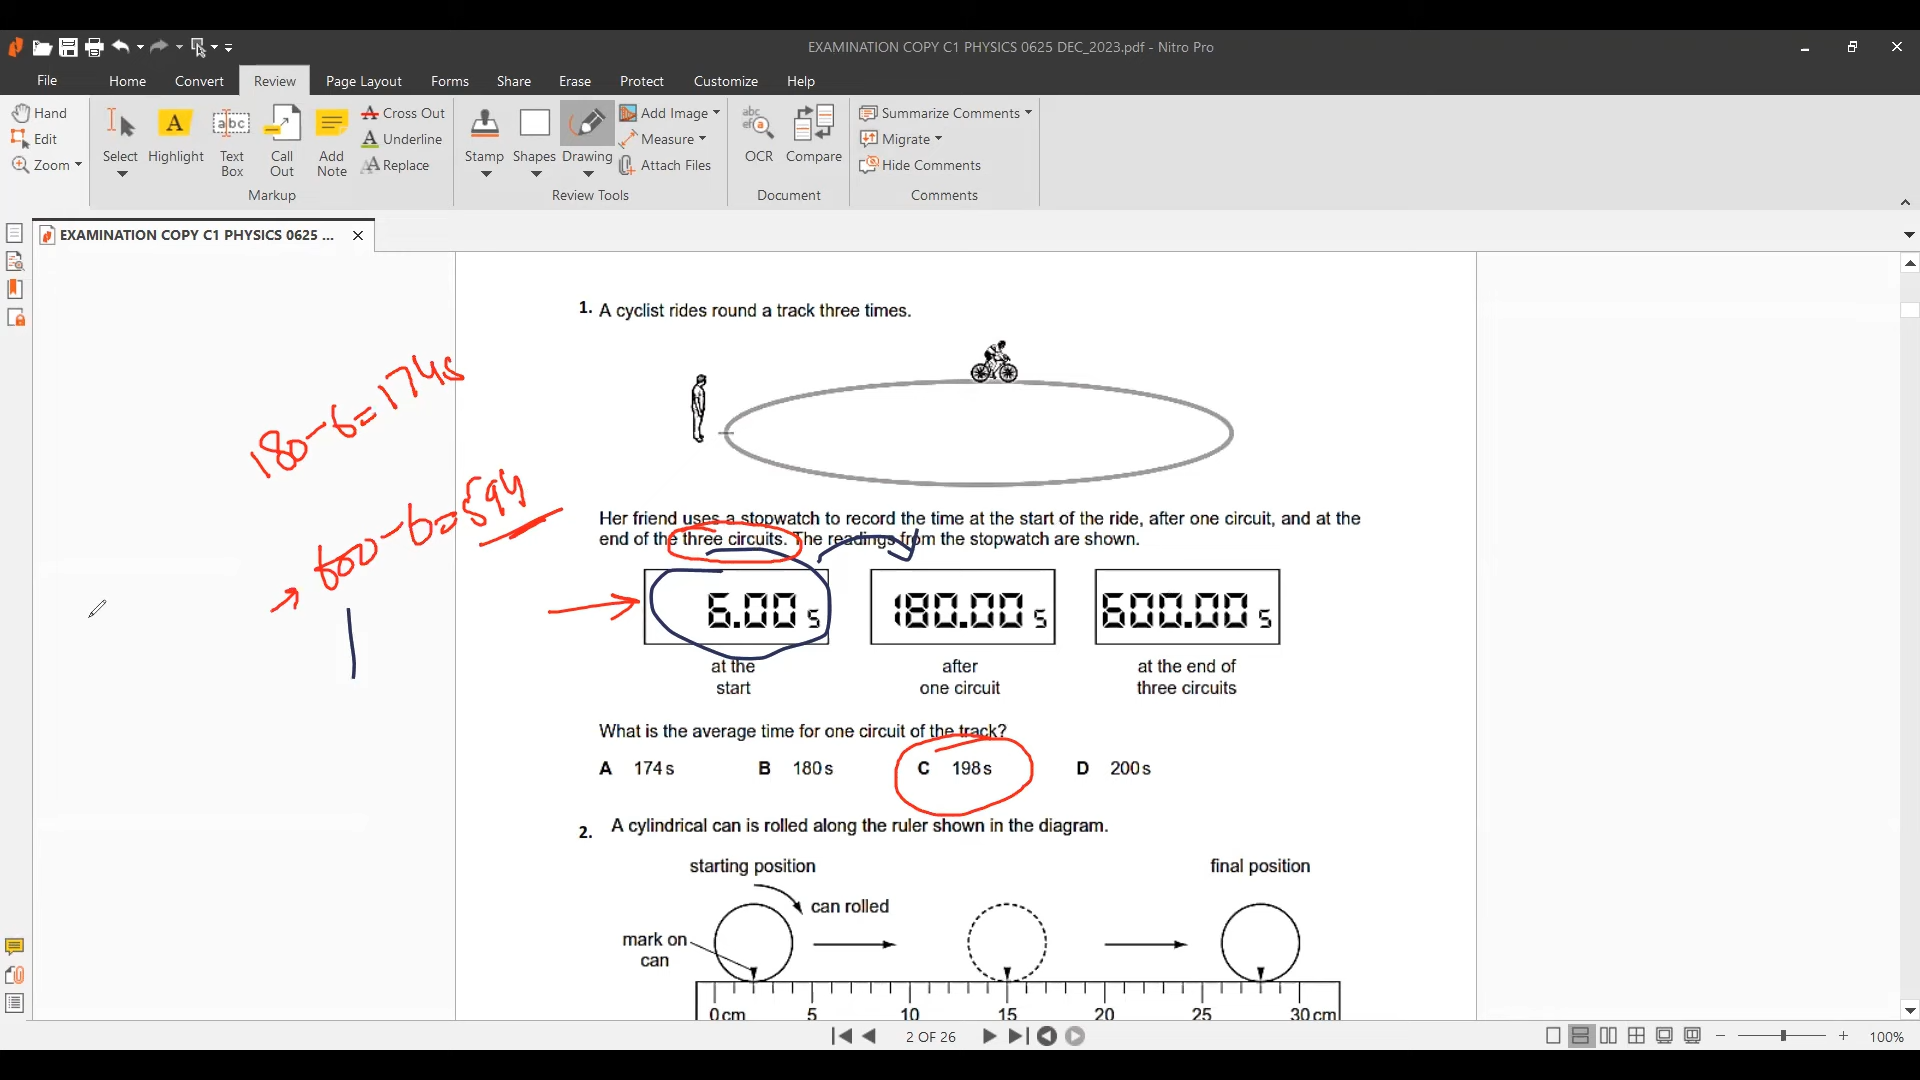 EXAMINATION COPY C1 PHYSICS 0625 DEC_2023.pdf - Nitro Pro
File Home Convert Review Page Layout Forms Share Erase Protect Customize Help
Hand
Edit
Zoom
Select
Highlight
Text Box
Call Out
Add Note
Cross Out
Underline
Replace
Markup
Stamp
Shapes
Drawing
Add Image
Measure
Attach Files
Review Tools
OCR
Compare
Document
Summarize Comments
Migrate
Hide Comments
Comments
EXAMINATION COPY C1 PHYSICS 0625 ...
1. A cyclist rides round a track three times.
180-6=174s
600-6=594
Her friend uses a stopwatch to record the time at the start of the ride, after one circuit, and at the
end of the three circuits. The readings from the stopwatch are shown.
6.00 s 180.00 s 600.00 s
at the start
after one circuit
at the end of three circuits
What is the average time for one circuit of the track?
A 174 s B 180 s C 198 s D 200 s
2. A cylindrical can is rolled along the ruler shown in the diagram.
starting position final position
can rolled
mark on can
0 cm 5 10 15 20 25 30 cm
2 OF 26
100%